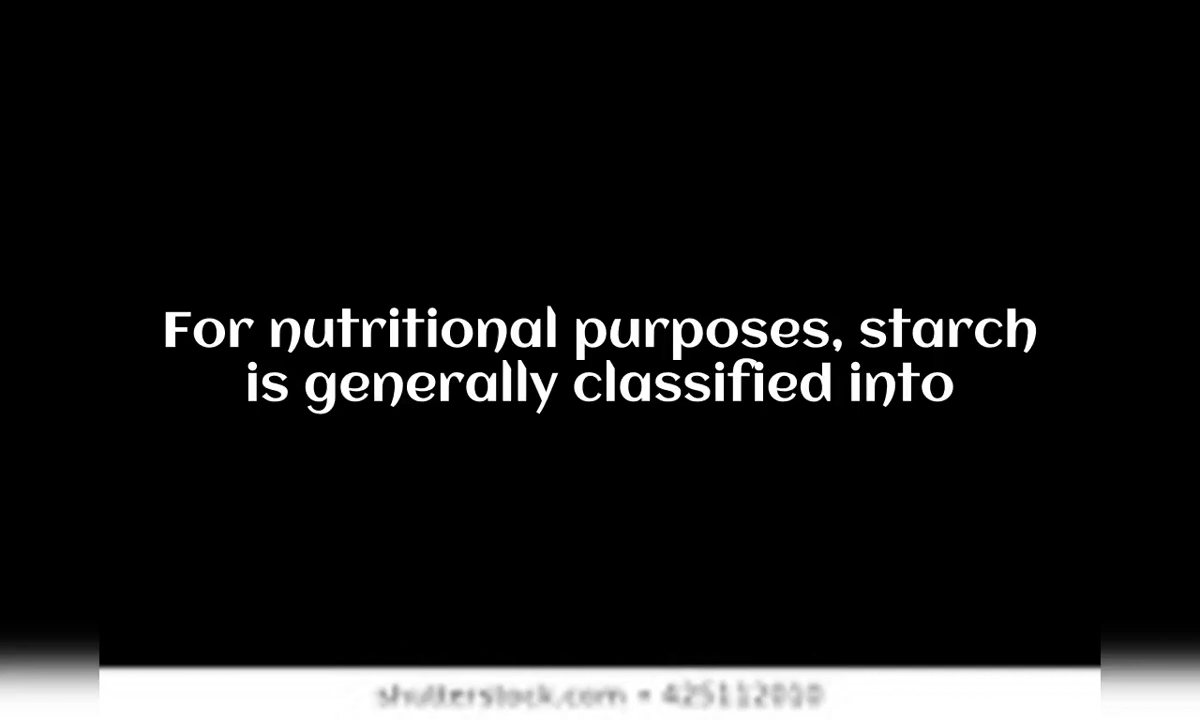 For nutritional purposes, starch
is generally classified into
shutterstock.com • 425112010